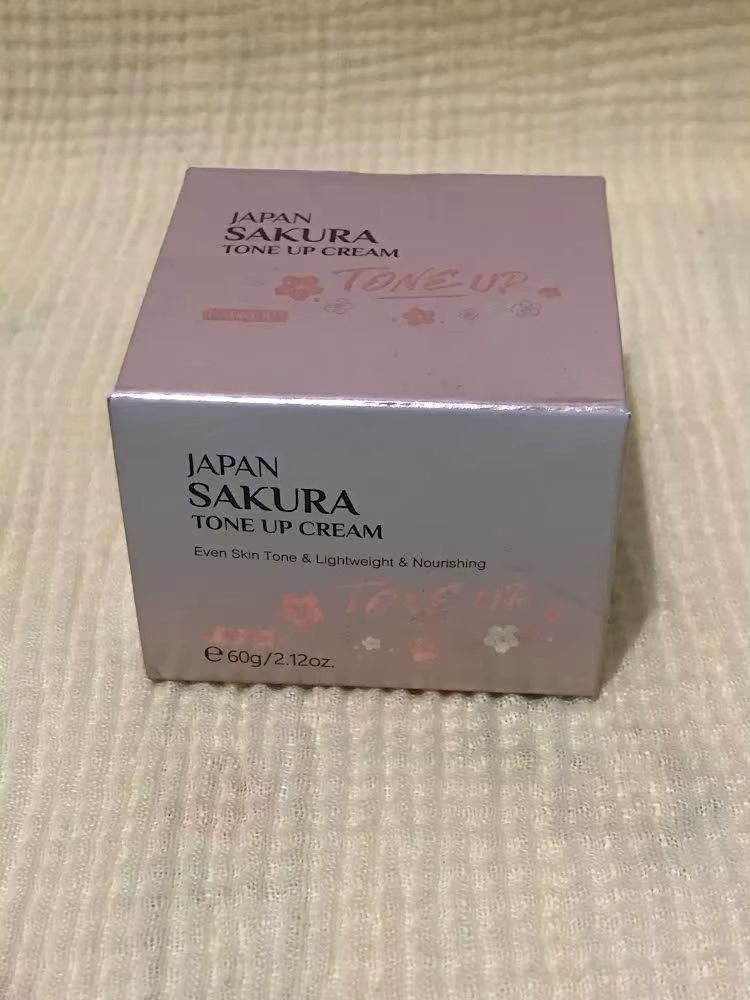 JAPAN
SAKURA
TONE UP CREAM
TONE UP
JAPAN
SAKURA
TONE UP CREAM
Even Skin Tone & Lightweight & Nourishing
TONE UP
℮ 60g/2.12oz.